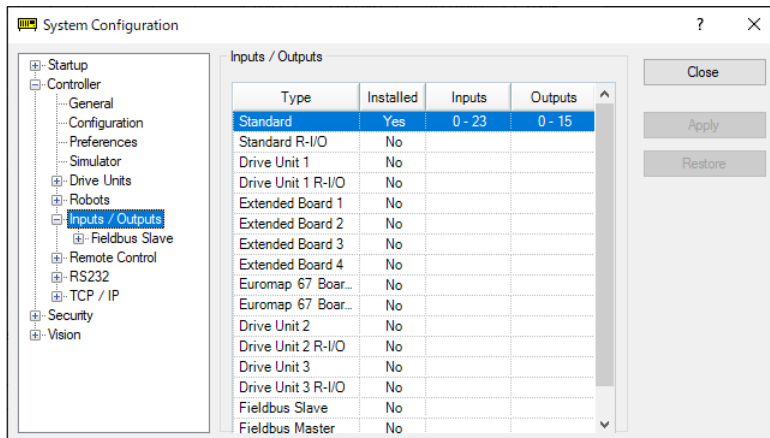 System Configuration
? ×
Startup
Controller
General
Configuration
Preferences
Simulator
Drive Units
Robots
Inputs / Outputs
Fieldbus Slave
Remote Control
RS232
TCP / IP
Security
Vision
Inputs / Outputs
Type Installed Inputs Outputs
Standard Yes 0 - 23 0 - 15
Standard R-I/O No
Drive Unit 1 No
Drive Unit 1 R-I/O No
Extended Board 1 No
Extended Board 2 No
Extended Board 3 No
Extended Board 4 No
Euromap 67 Boar... No
Euromap 67 Boar... No
Drive Unit 2 No
Drive Unit 2 R-I/O No
Drive Unit 3 No
Drive Unit 3 R-I/O No
Fieldbus Slave No
Fieldbus Master No
Close
Apply
Restore